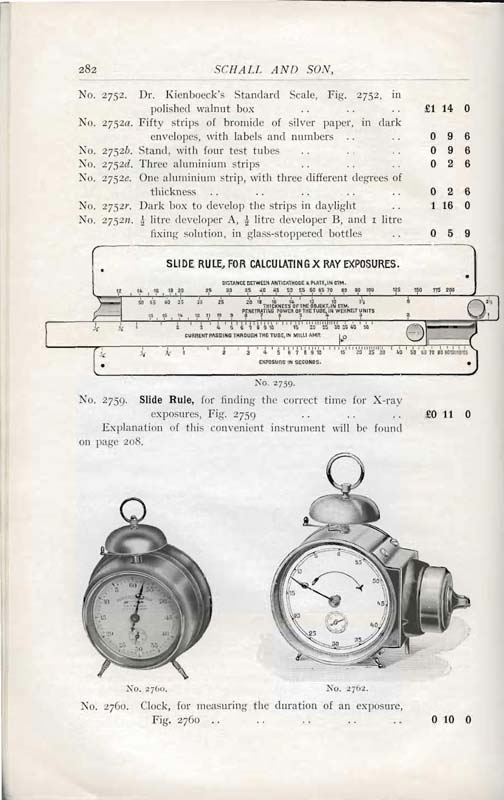 282 SCHALL AND SON,
No. 2752. Dr. Kienboeck's Standard Scale, Fig. 2752, in
polished walnut box .. .. .. £1 14 0
No. 2752a. Fifty strips of bromide of silver paper, in dark
envelopes, with labels and numbers .. .. 0 9 6
No. 2752b. Stand, with four test tubes .. .. .. 0 9 6
No. 2752d. Three aluminium strips .. .. .. 0 2 6
No. 2752e. One aluminium strip, with three different degrees of
thickness .. .. .. .. .. 0 2 6
No. 2752r. Dark box to develop the strips in daylight .. 1 16 0
No. 2752n. ½ litre developer A, ½ litre developer B, and 1 litre
fixing solution, in glass-stoppered bottles .. 0 5 9
SLIDE RULE, FOR CALCULATING X RAY EXPOSURES.
DISTANCE BETWEEN ANTICATHODE & PLATE, IN CTM.
THICKNESS OF THE OBJEKT, IN CTM.
PENETRATING POWER OF THE TUBE, IN WEHNELT UNITS
CURRENT PASSING THROUGH THE TUBE, IN MILLI AMP.
EXPOSURE IN SECONDS.
No. 2759.
No. 2759. Slide Rule, for finding the correct time for X-ray
exposures, Fig. 2759 .. .. .. £0 11 0
Explanation of this convenient instrument will be found
on page 208.
No. 2760. No. 2762.
No. 2760. Clock, for measuring the duration of an exposure,
Fig. 2760 .. .. .. .. .. 0 10 0